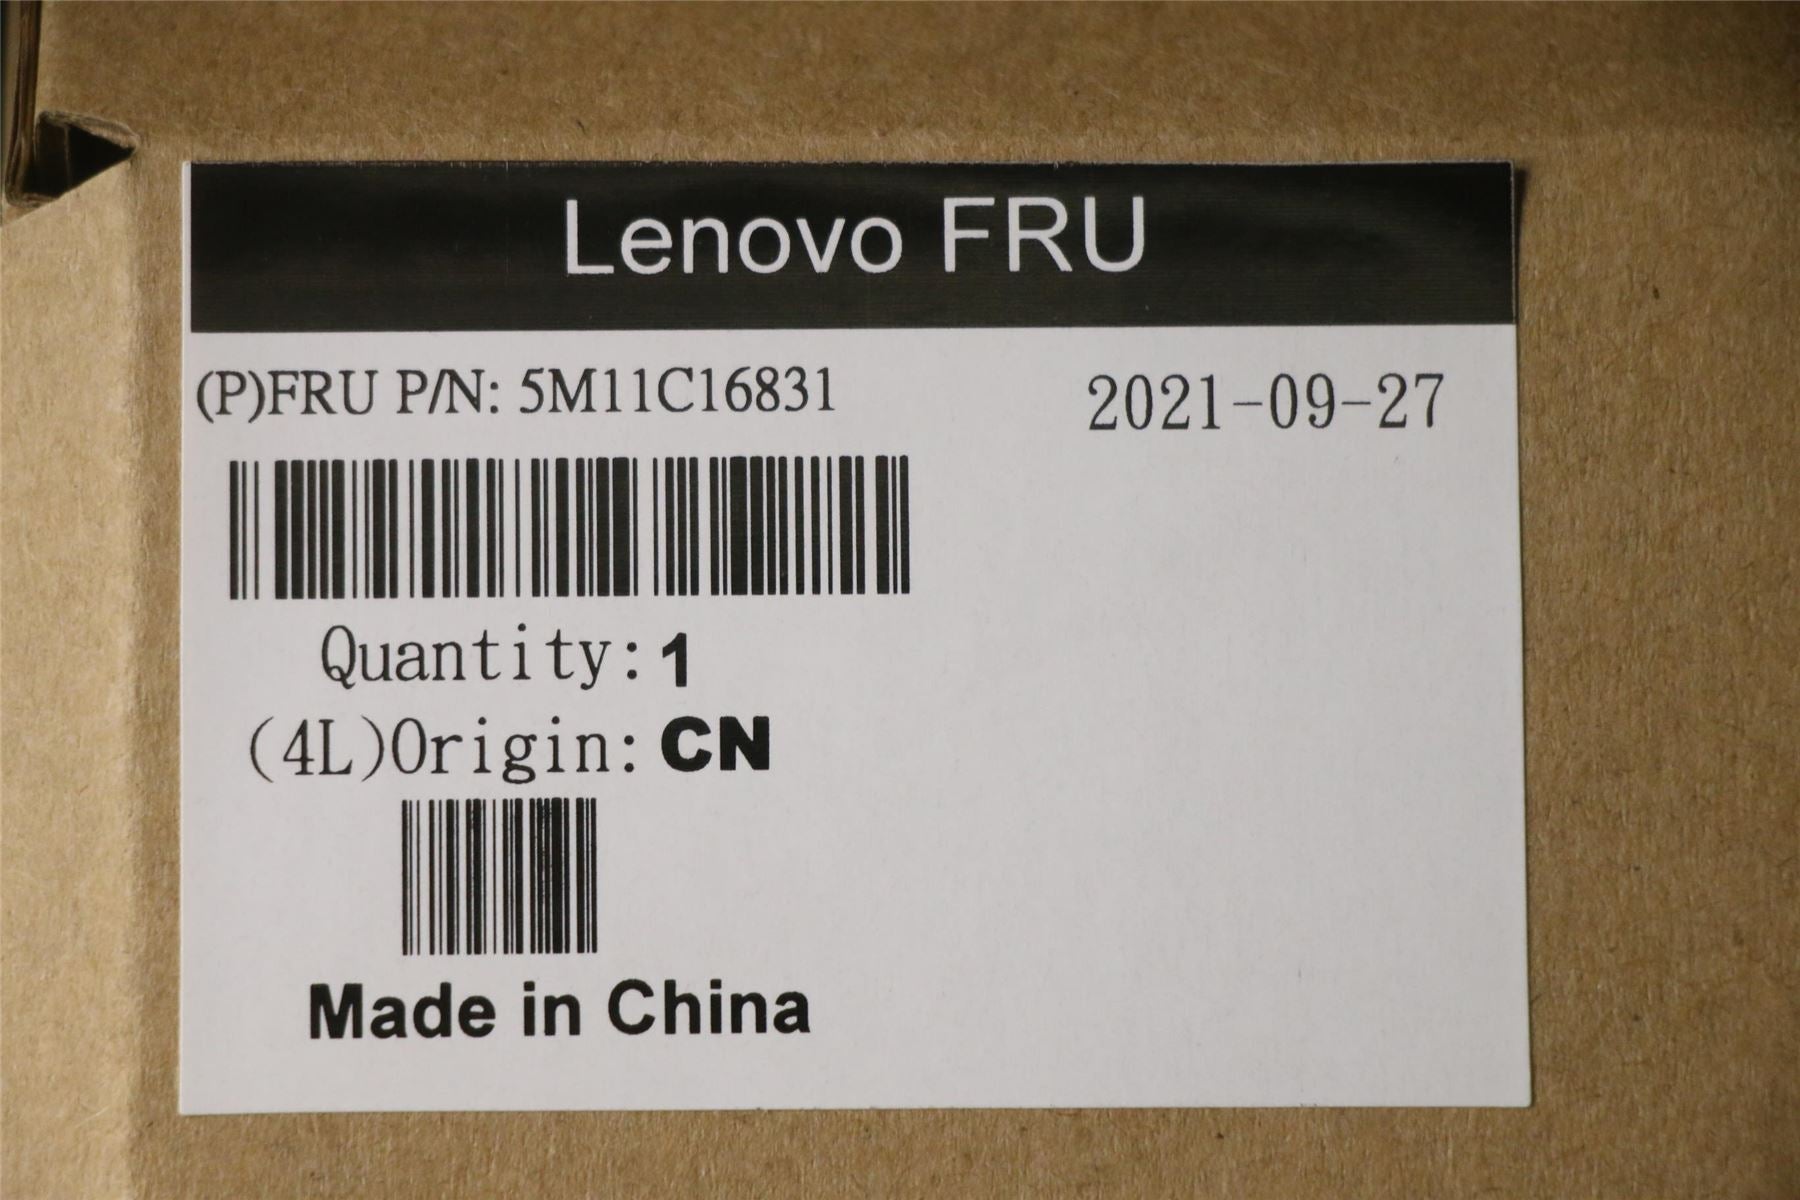 Lenovo FRU
(P)FRU P/N: 5M11C16831 2021-09-27
Quantity:1
(4L)Origin:CN
Made in China